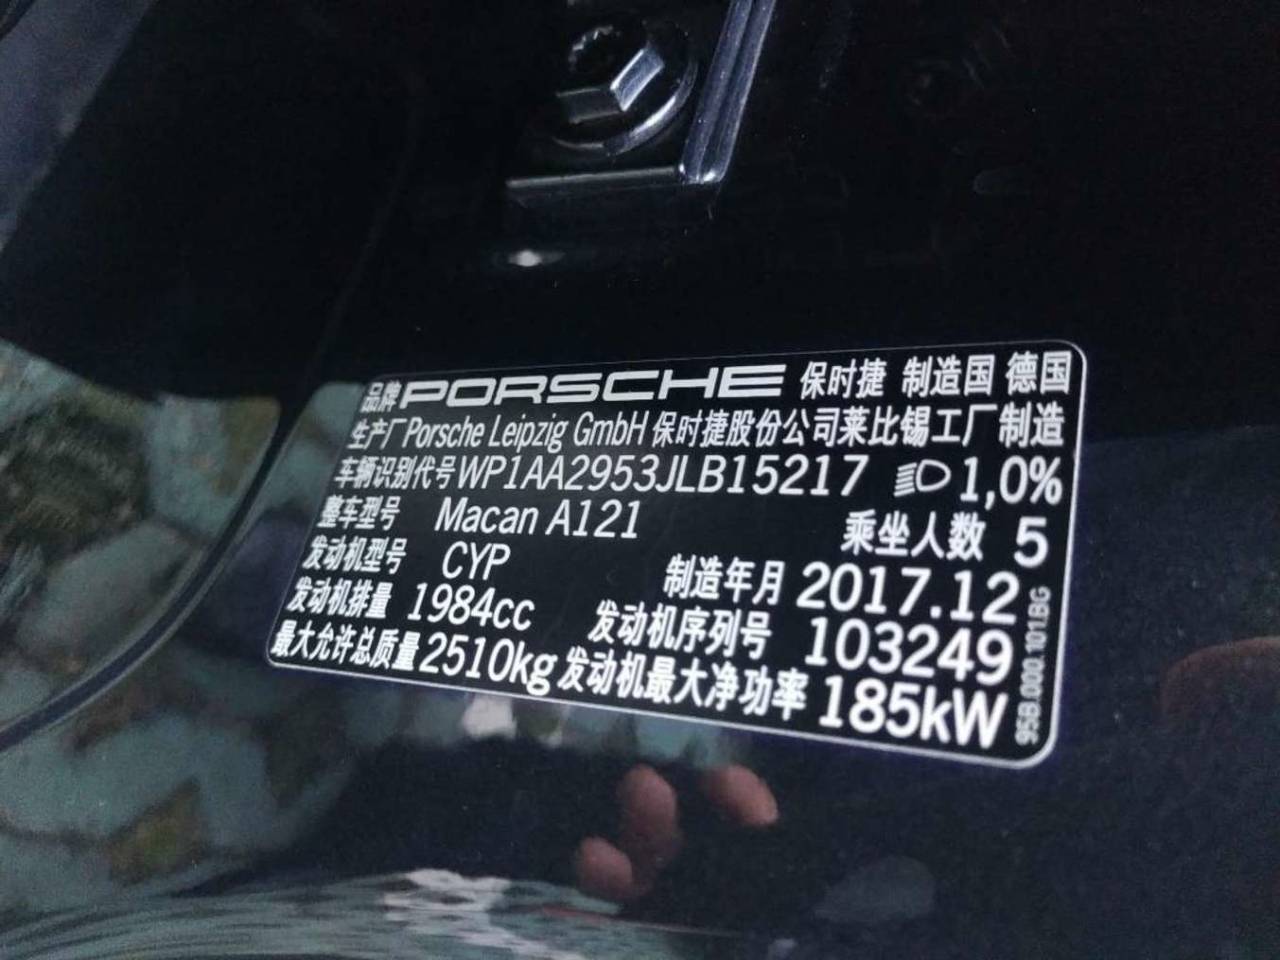 品牌 PORSCHE 保时捷 制造国 德国
生产厂 Porsche Leipzig GmbH 保时捷股份公司莱比锡工厂制造
车辆识别代号 WP1AA2953JLB15217 1,0%
整车型号 Macan A121 乘坐人数 5
发动机型号 CYP 制造年月 2017.12
发动机排量 1984cc 发动机序列号 103249
最大允许总质量 2510kg 发动机最大净功率 185kW
95B.000.101.BG